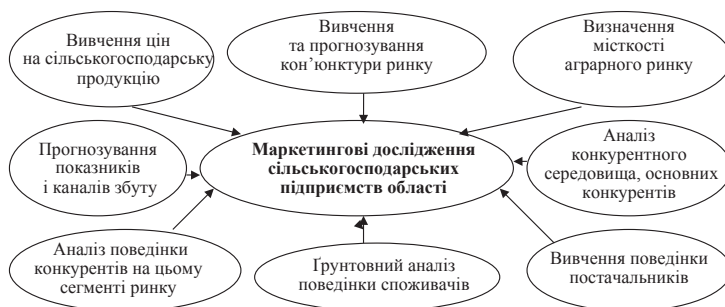 Вивчення цін
на сільськогосподарську
продукцію
Вивчення
та прогнозування
кон’юнктури ринку
Визначення
місткості
аграрного ринку
Прогнозування
показників
і каналів збуту
Маркетингові дослідження
сільськогосподарських
підприємств області
Аналіз
конкурентного
середовища, основних
конкурентів
Аналіз поведінки
конкурентів на цьому
сегменті ринку
Ґрунтовний аналіз
поведінки споживачів
Вивчення поведінки
постачальників